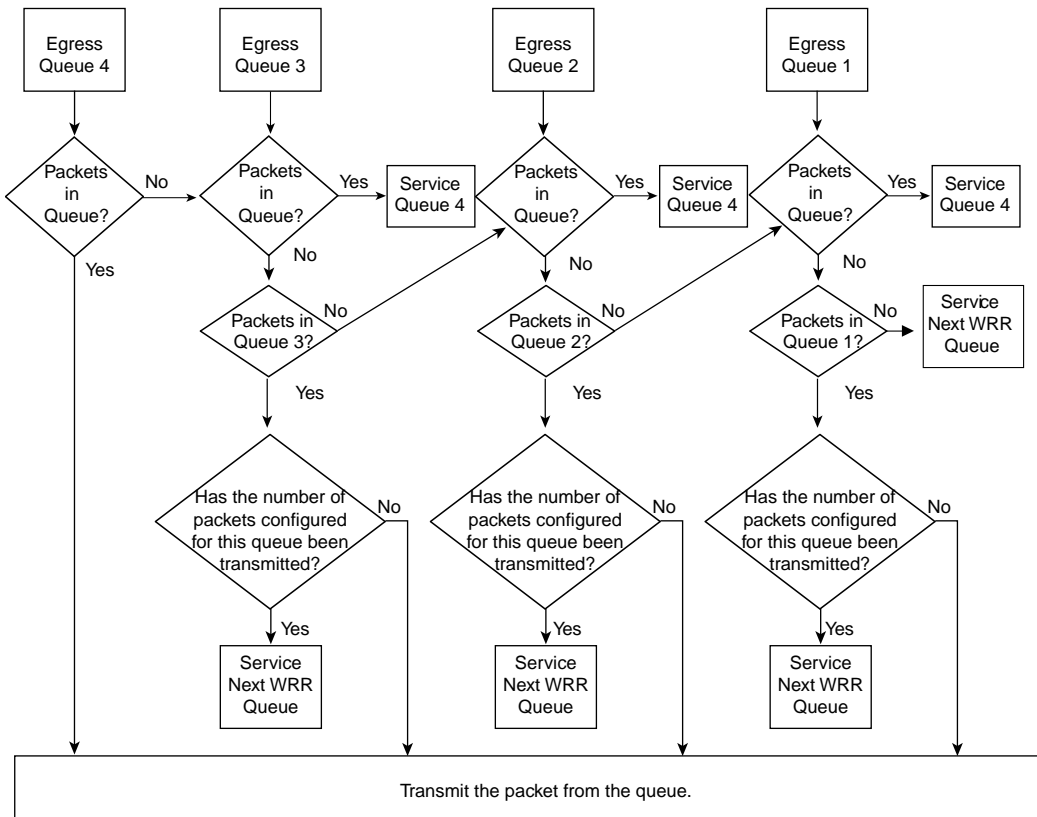 Egress
Queue 4
Egress
Queue 3
Egress
Queue 2
Egress
Queue 1
Packets
in
Queue?
No
Packets
in
Queue?
Yes
Service
Queue 4
Packets
in
Queue?
Yes
Service
Queue 4
Packets
in
Queue?
Yes
Service
Queue 4
Yes
No
No
No
Packets in
Queue 3?
No
Packets in
Queue 2?
No
Packets in
Queue 1?
No
Service
Next WRR
Queue
Yes
Yes
Yes
Has the number of
packets configured
for this queue been
transmitted?
No
Has the number of
packets configured
for this queue been
transmitted?
No
Has the number of
packets configured
for this queue been
transmitted?
No
Yes
Yes
Yes
Service
Next WRR
Queue
Service
Next WRR
Queue
Service
Next WRR
Queue
Transmit the packet from the queue.